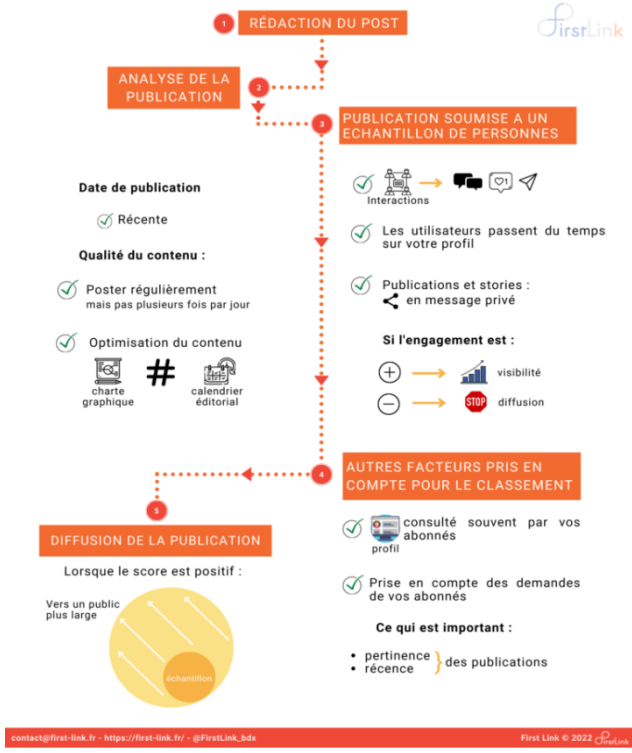 FirstLink
1
RÉDACTION DU POST
ANALYSE DE LA
PUBLICATION
2
3
PUBLICATION SOUMISE A UN
ECHANTILLON DE PERSONNES
Date de publication
Récente
Qualité du contenu :
Poster régulièrement
mais pas plusieurs fois par jour
Optimisation du contenu
#
charte
graphique
calendrier
éditorial
1
Interactions
Les utilisateurs passent du temps
sur votre profil
Publications et stories :
en message privé
Si l'engagement est :
+
visibilité
−
STOP
diffusion
4
AUTRES FACTEURS PRIS EN
COMPTE POUR LE CLASSEMENT
consulté souvent par vos
abonnés
profil
Prise en compte des demandes
de vos abonnés
Ce qui est important :
• pertinence
• récence
} des publications
5
DIFFUSION DE LA PUBLICATION
Lorsque le score est positif :
Vers un public
plus large
échantillon
contact@first-link.fr - https://first-link.fr/ - @FirstLink_bdx
First Link © 2022 FirstLink